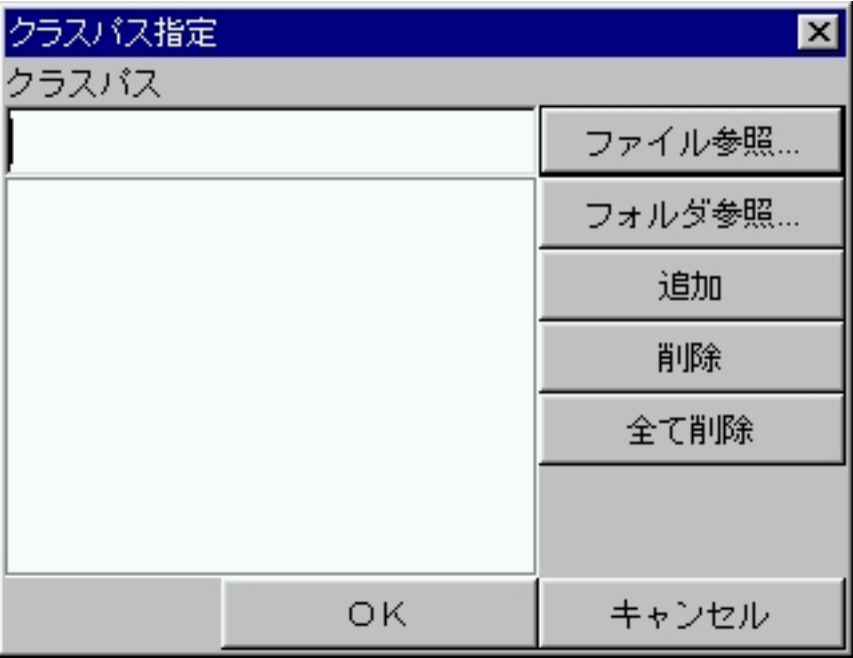 クラスパス指定
クラスパス
ファイル参照...
フォルダ参照...
追加
削除
全て削除
ＯＫ
キャンセル